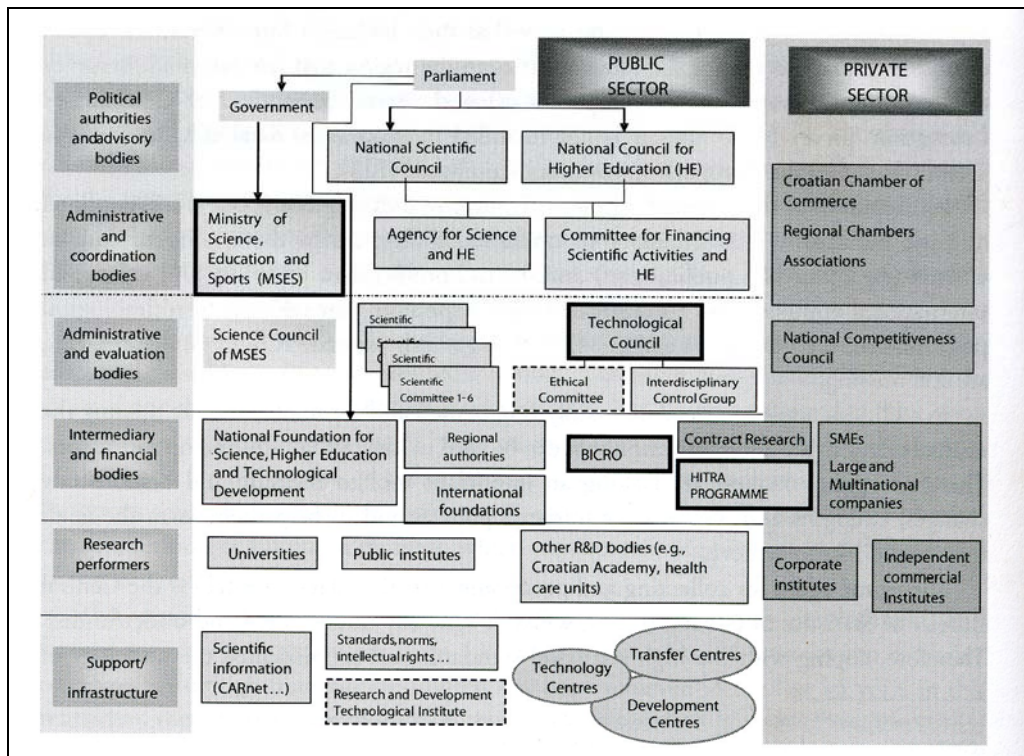 Political
authorities
andadvisory
bodies
Government
Parliament
PUBLIC
SECTOR
PRIVATE
SECTOR
National Scientific
Council
National Council for
Higher Education (HE)
Administrative
and
coordination
bodies
Ministry of
Science,
Education and
Sports (MSES)
Agency for Science
and HE
Committee for Financing
Scientific Activities and
HE
Croatian Chamber of
Commerce
Regional Chambers
Associations
Administrative
and evaluation
bodies
Science Council
of MSES
Scientific
Scientific
Scientific
Committee 1-6
Technological
Council
Ethical
Committee
Interdisciplinary
Control Group
National Competitiveness
Council
Intermediary
and financial
bodies
National Foundation for
Science, Higher Education
and Technological
Development
Regional
authorities
International
foundations
BICRO
Contract Research
HITRA
PROGRAMME
SMEs
Large and
Multinational
companies
Research
performers
Universities
Public institutes
Other R&D bodies (e.g.,
Croatian Academy, health
care units)
Corporate
institutes
Independent
commercial
Institutes
Support/
infrastructure
Scientific
information
(CARnet...)
Standards, norms,
intellectual rights...
Research and Development
Technological Institute
Technology
Centres
Transfer Centres
Development
Centres